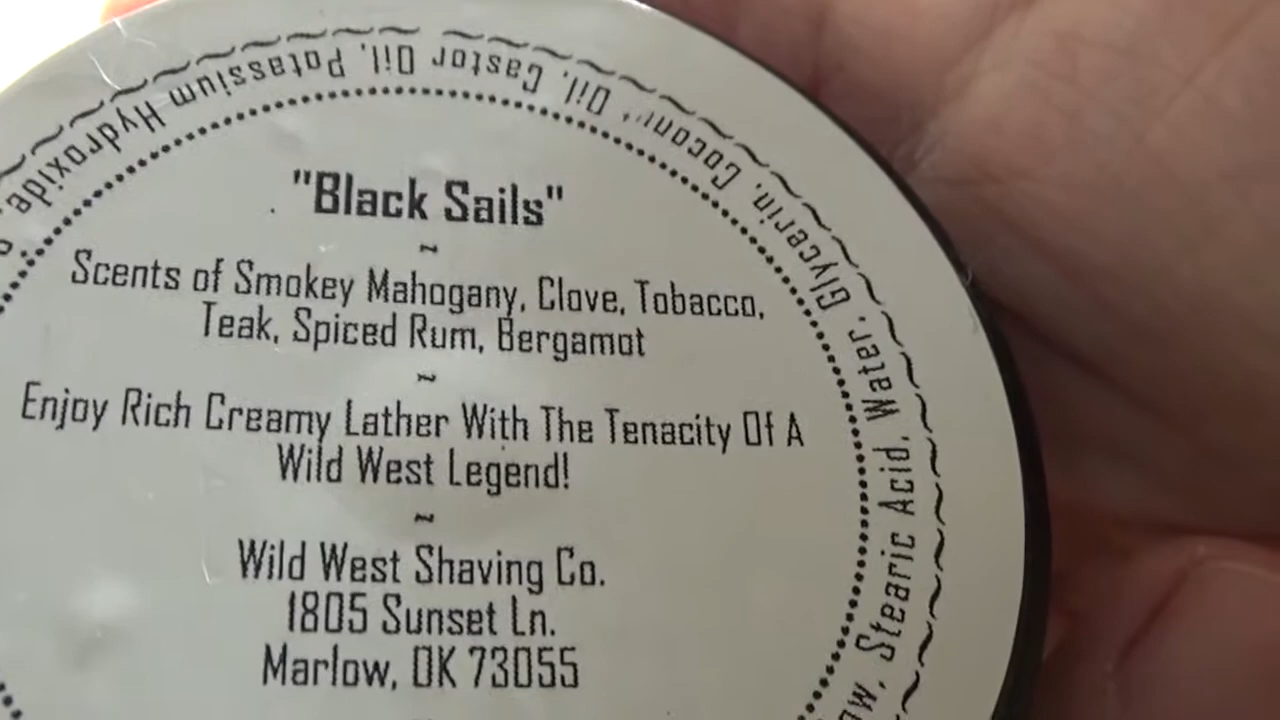 "Black Sails"
~
Scents of Smokey Mahogany, Clove, Tobacco,
Teak, Spiced Rum, Bergamot
~
Enjoy Rich Creamy Lather With The Tenacity Of A
Wild West Legend!
~
Wild West Shaving Co.
1805 Sunset Ln.
Marlow, OK 73055
Stearic Acid, Water, Glycerin, Coconut Oil, Castor Oil, Potassium Hydroxide,